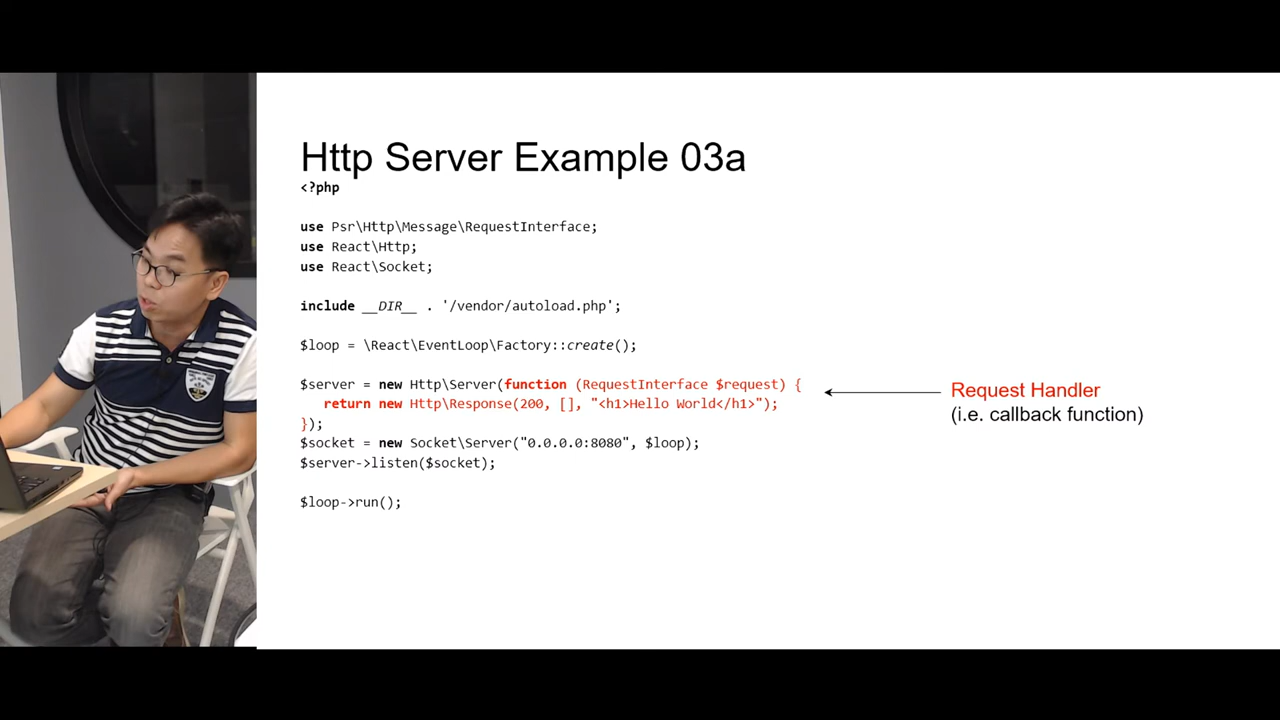 Http Server Example 03a
<?php
use Psr\Http\Message\RequestInterface;
use React\Http;
use React\Socket;
include __DIR__ . '/vendor/autoload.php';
$loop = \React\EventLoop\Factory::create();
$server = new Http\Server(function (RequestInterface $request) {
return new Http\Response(200, [], "<h1>Hello World</h1>");
});
$socket = new Socket\Server("0.0.0.0:8080", $loop);
$server->listen($socket);
$loop->run();
Request Handler
(i.e. callback function)